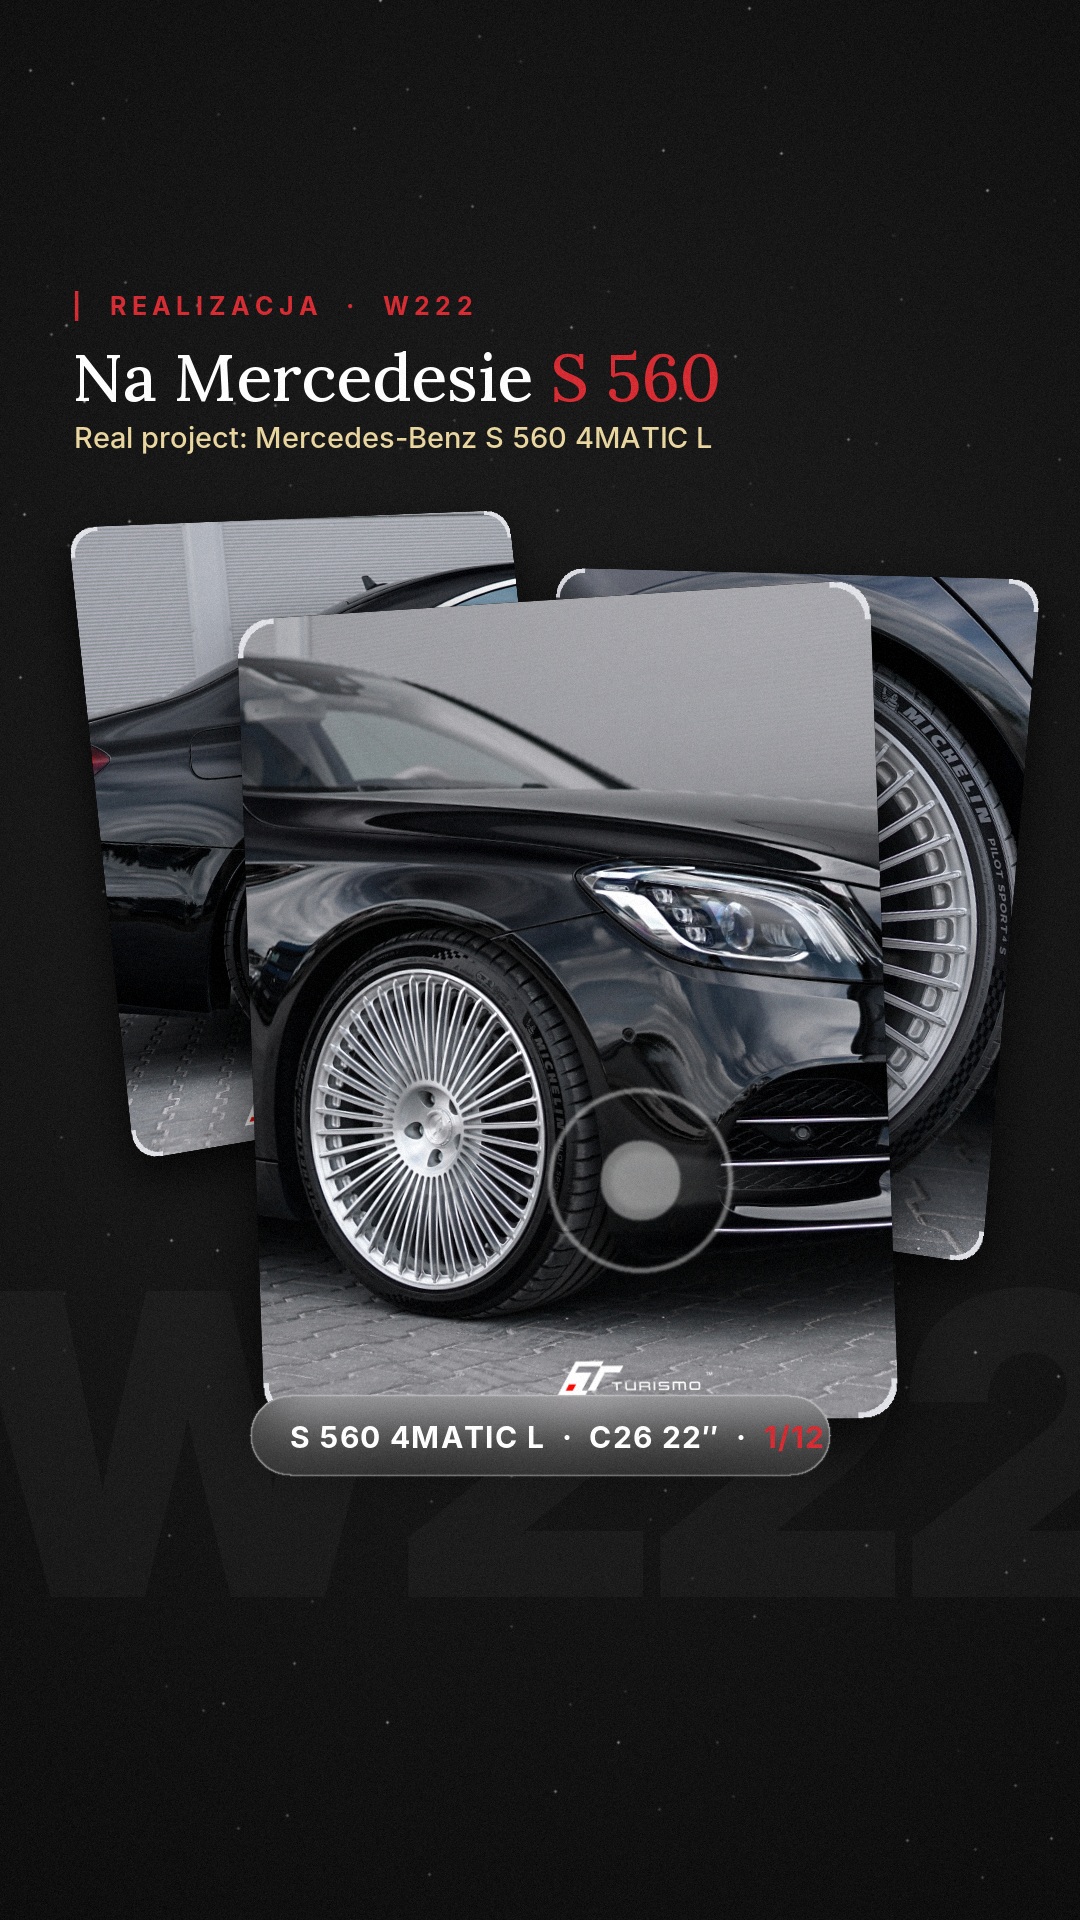 REALIZACJA · W222
Na Mercedesie S 560
Real project: Mercedes-Benz S 560 4MATIC L
MICHELIN PILOT SPORT 4 S
MICHELIN
TURISMO
S 560 4MATIC L · C26 22″ · 1/12
W222